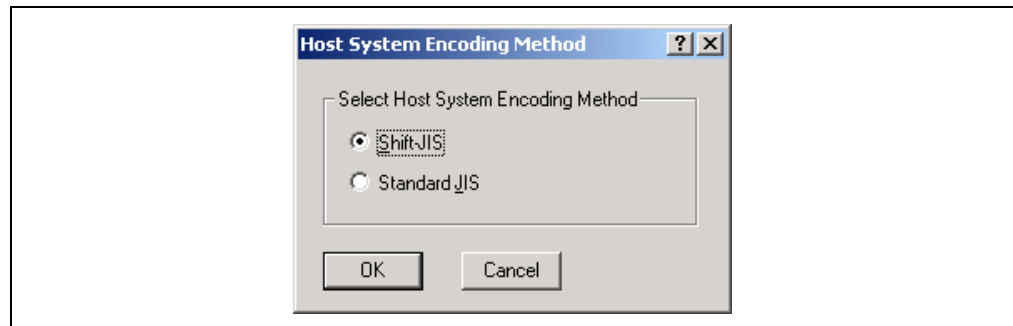 Host System Encoding Method
Select Host System Encoding Method
Shift-JIS
Standard JIS
OK Cancel